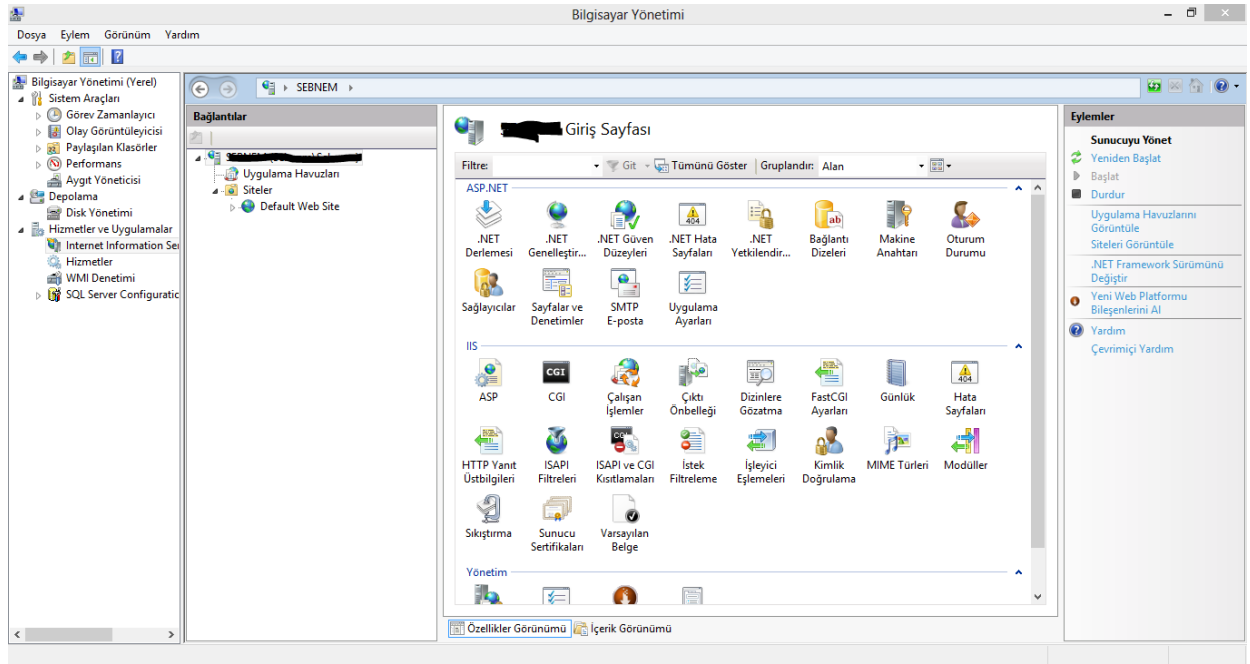 Bilgisayar Yönetimi
Dosya Eylem Görünüm Yardım
Bilgisayar Yönetimi (Yerel)
Sistem Araçları
Görev Zamanlayıcı
Olay Görüntüleyicisi
Paylaşılan Klasörler
Performans
Aygıt Yöneticisi
Depolama
Disk Yönetimi
Hizmetler ve Uygulamalar
Internet Information Se
Hizmetler
WMI Denetimi
SQL Server Configuratic
SEBNEM
Bağlantılar
Uygulama Havuzları
Siteler
Default Web Site
Giriş Sayfası
Filtre: Git Tümünü Göster Gruplandır: Alan
ASP.NET
.NET Derlemesi
.NET Genelleştir...
.NET Güven Düzeyleri
.NET Hata Sayfaları
.NET Yetkilendir...
Bağlantı Dizeleri
Makine Anahtarı
Oturum Durumu
Sağlayıcılar
Sayfalar ve Denetimler
SMTP E-posta
Uygulama Ayarları
IIS
ASP
CGI
Çalışan İşlemler
Çıktı Önbelleği
Dizinlere Gözatma
FastCGI Ayarları
Günlük
Hata Sayfaları
HTTP Yanıt Üstbilgileri
ISAPI Filtreleri
ISAPI ve CGI Kısıtlamaları
İstek Filtreleme
İşleyici Eşlemeleri
Kimlik Doğrulama
MIME Türleri
Modüller
Sıkıştırma
Sunucu Sertifikaları
Varsayılan Belge
Yönetim
Özellikler Görünümü İçerik Görünümü
Eylemler
Sunucuyu Yönet
Yeniden Başlat
Başlat
Durdur
Uygulama Havuzlarını
Görüntüle
Siteleri Görüntüle
.NET Framework Sürümünü
Değiştir
Yeni Web Platformu
Bileşenlerini Al
Yardım
Çevrimiçi Yardım